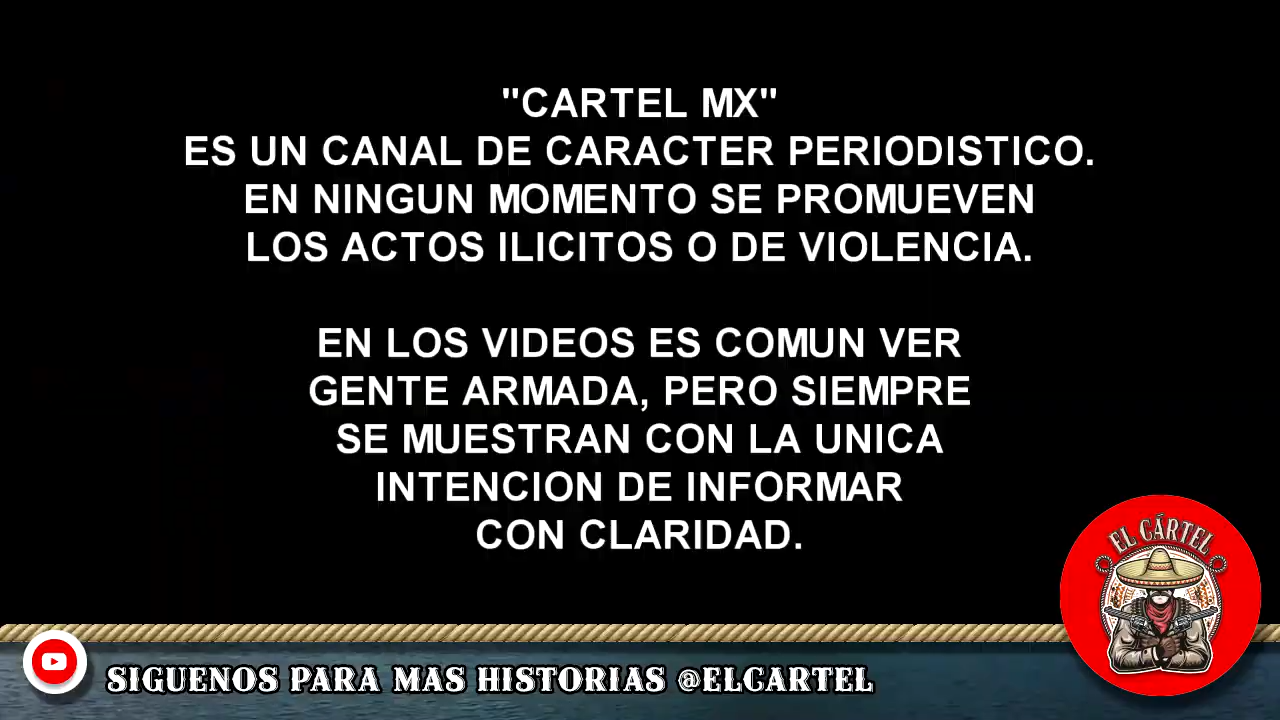 "CARTEL MX"
ES UN CANAL DE CARACTER PERIODISTICO.
EN NINGUN MOMENTO SE PROMUEVEN
LOS ACTOS ILICITOS O DE VIOLENCIA.
EN LOS VIDEOS ES COMUN VER
GENTE ARMADA, PERO SIEMPRE
SE MUESTRAN CON LA UNICA
INTENCION DE INFORMAR
CON CLARIDAD.
EL CÁRTEL
SIGUENOS PARA MAS HISTORIAS @ELCARTEL